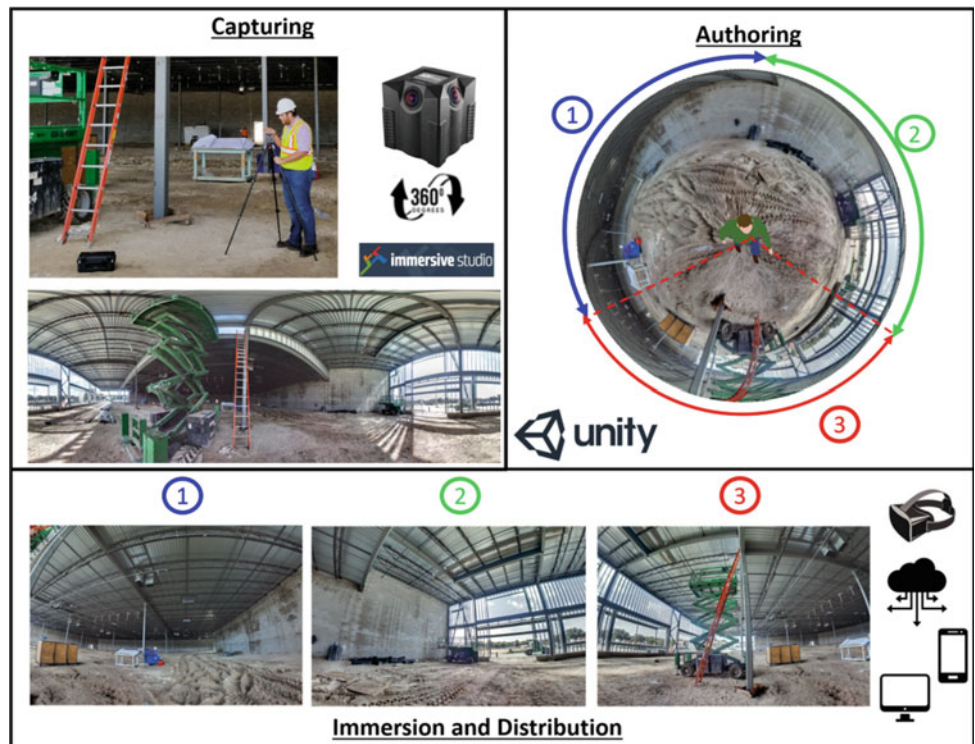 Capturing
360°
DEGREES
immersive studio
Authoring
1
2
3
unity
1
2
3
Immersion and Distribution